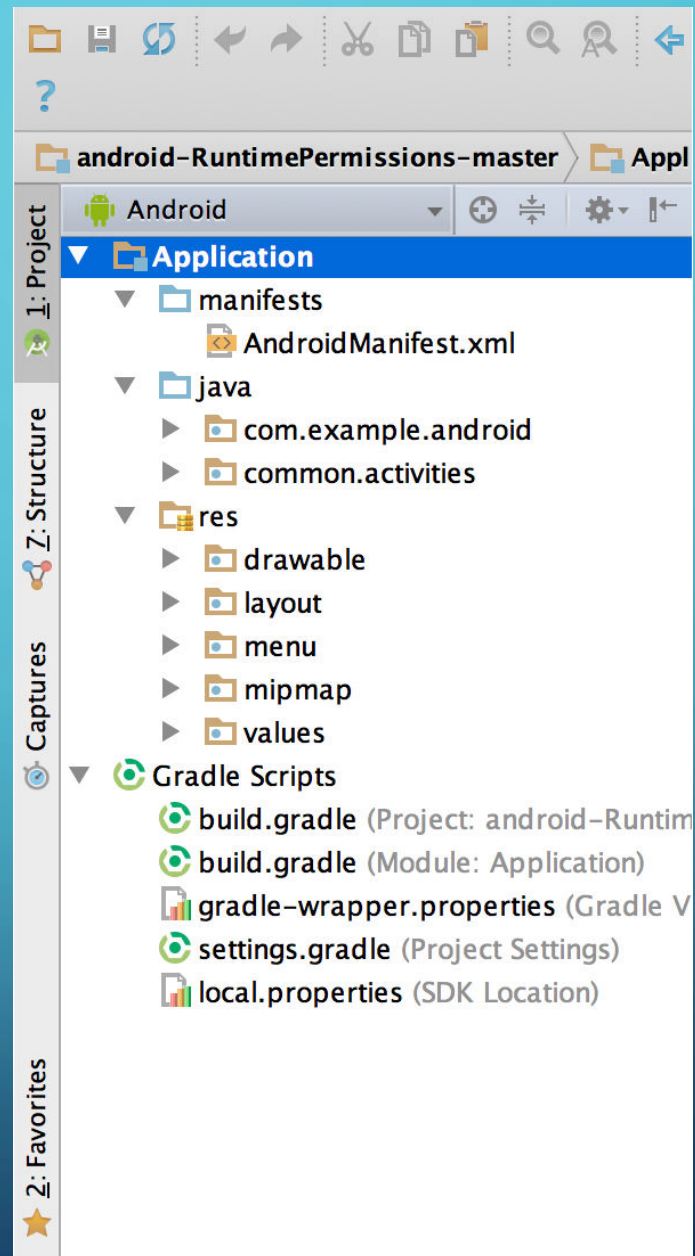 ?
android-RuntimePermissions-master Appl
1: Project
Android
Application
manifests
AndroidManifest.xml
java
com.example.android
common.activities
7: Structure
res
drawable
layout
menu
mipmap
values
Captures
Gradle Scripts
build.gradle (Project: android-Runtim
build.gradle (Module: Application)
gradle-wrapper.properties (Gradle V
settings.gradle (Project Settings)
local.properties (SDK Location)
2: Favorites